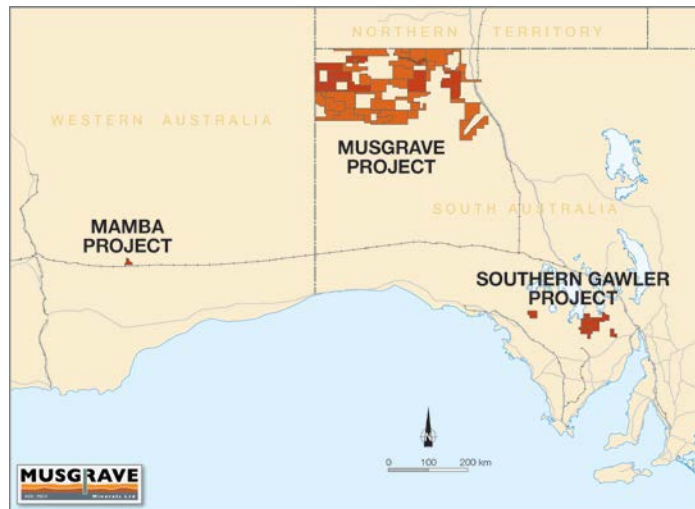 NORTHERN TERRITORY
WESTERN AUSTRALIA
MUSGRAVE
PROJECT
SOUTH AUSTRALIA
MAMBA
PROJECT
SOUTHERN GAWLER
PROJECT
N
0 100 200 km
MUSGRAVE
Minerals Ltd